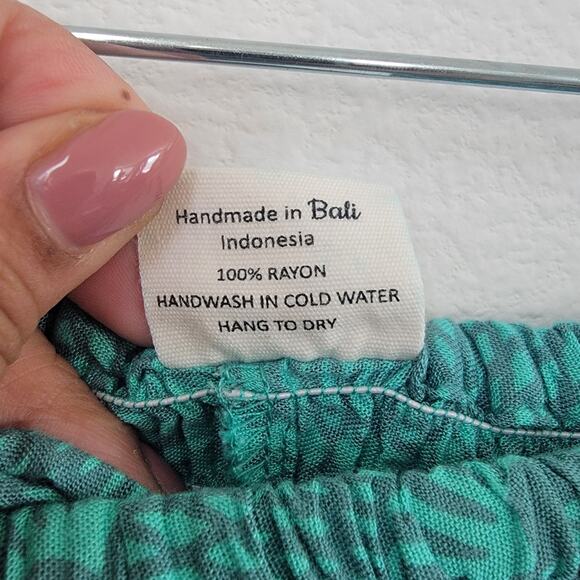 Handmade in Bali
Indonesia
100% RAYON
HANDWASH IN COLD WATER
HANG TO DRY